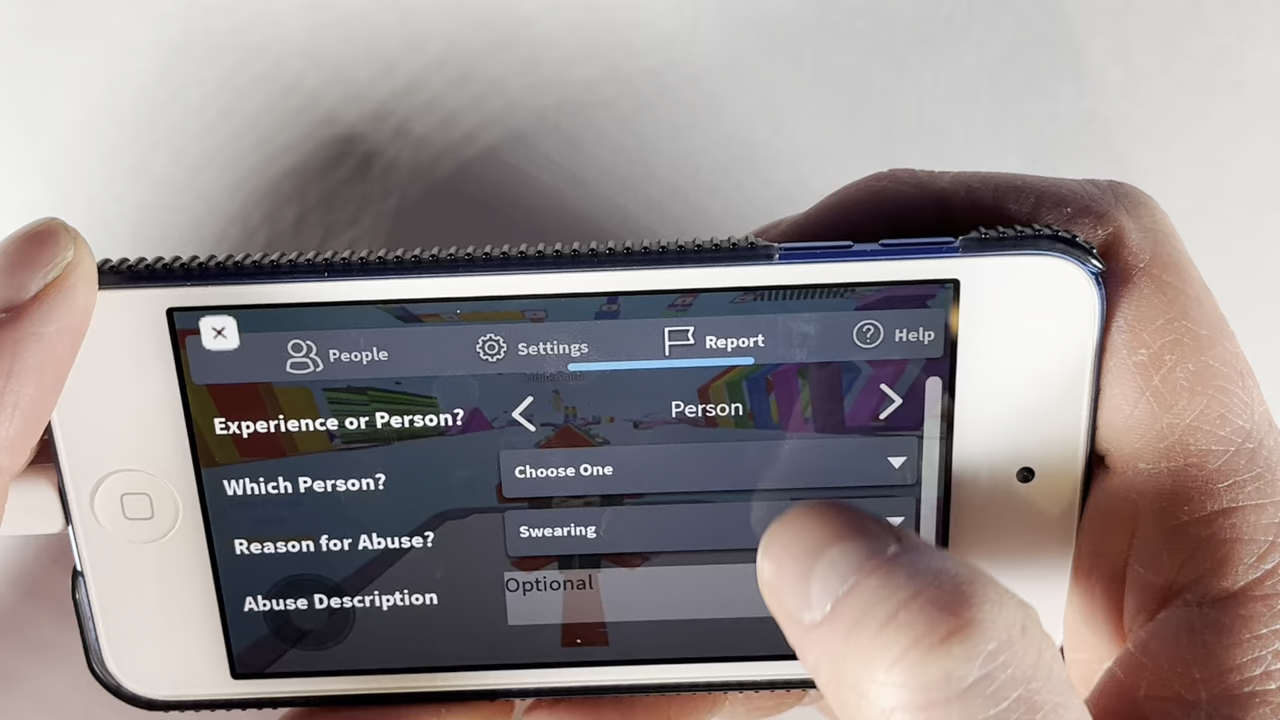 People
Settings
Report
Help
Experience or Person?
Person
Which Person?
Choose One
Reason for Abuse?
Swearing
Abuse Description
Optional